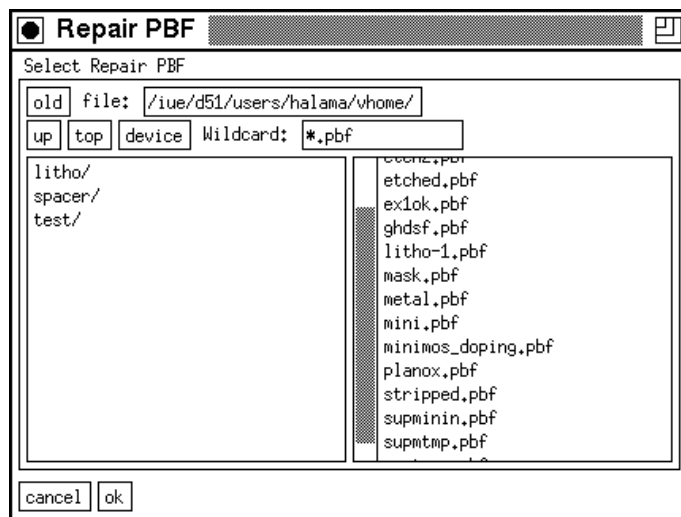 Repair PBF
Select Repair PBF
old file: /iue/d51/users/halama/vhome/
up top device Wildcard: *.pbf
litho/
spacer/
test/
etched.pbf
ex1ok.pbf
ghdsf.pbf
litho-1.pbf
mask.pbf
metal.pbf
mini.pbf
minimos_doping.pbf
planox.pbf
stripped.pbf
supminin.pbf
supmtmp.pbf
cancel ok